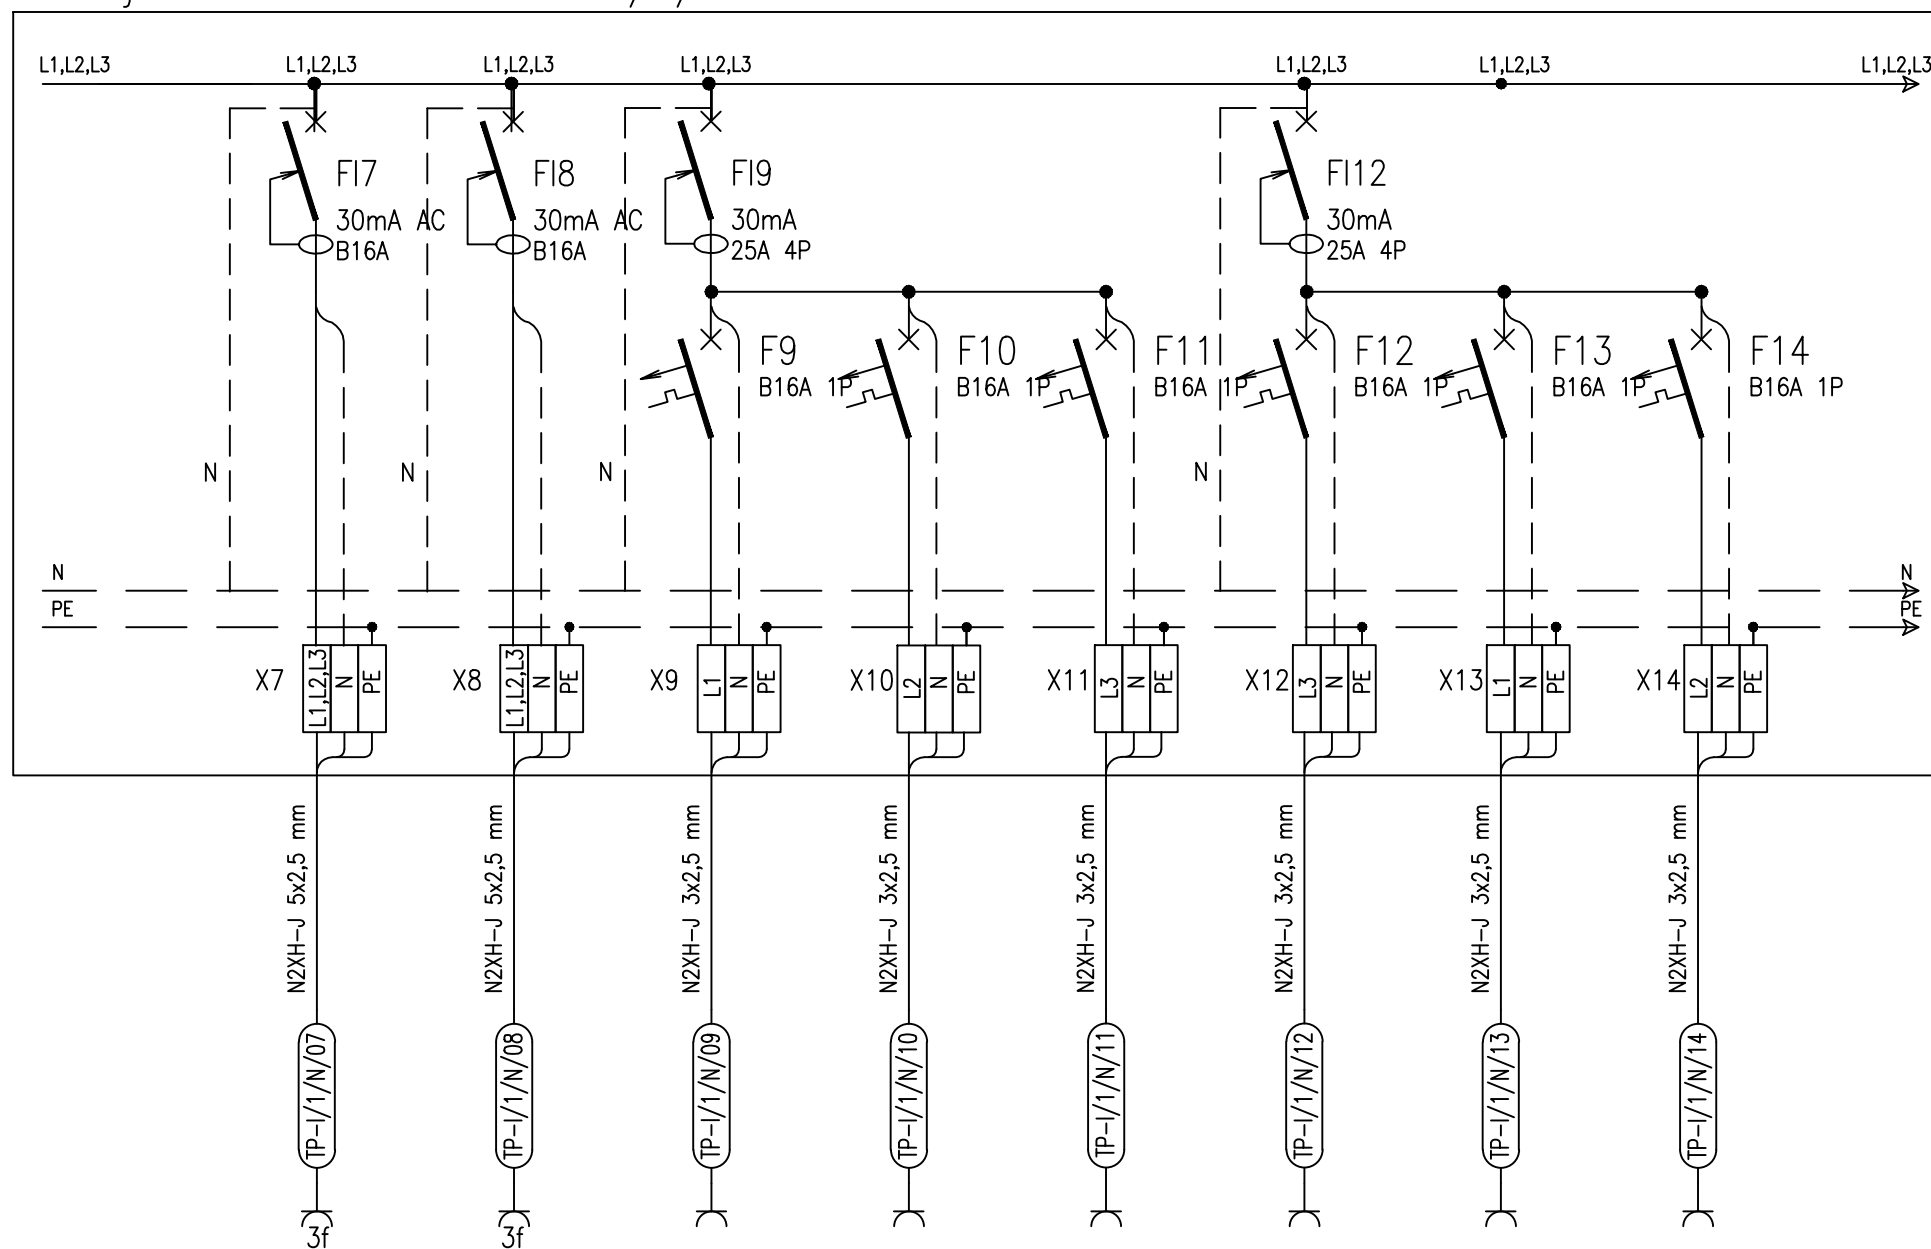 L1,L2,L3 L1,L2,L3 L1,L2,L3 L1,L2,L3 L1,L2,L3 L1,L2,L3 L1,L2,L3
FI7 FI8 FI9 FI12
30mA AC 30mA AC 30mA 30mA
B16A B16A 25A 4P 25A 4P
F9 F10 F11 F12 F13 F14
B16A 1P B16A 1P B16A 1P B16A 1P B16A 1P B16A 1P
N N N N
N N
PE PE
X7 L1,L2,L3 N PE X8 L1,L2,L3 N PE X9 L1 N PE X10 L2 N PE X11 L3 N PE X12 L3 N PE X13 L1 N PE X14 L2 N PE
N2XH-J 5x2,5 mm
N2XH-J 5x2,5 mm
N2XH-J 3x2,5 mm
N2XH-J 3x2,5 mm
N2XH-J 3x2,5 mm
N2XH-J 3x2,5 mm
N2XH-J 3x2,5 mm
N2XH-J 3x2,5 mm
TP-I/1/N/07
TP-I/1/N/08
TP-I/1/N/09
TP-I/1/N/10
TP-I/1/N/11
TP-I/1/N/12
TP-I/1/N/13
TP-I/1/N/14
3f 3f